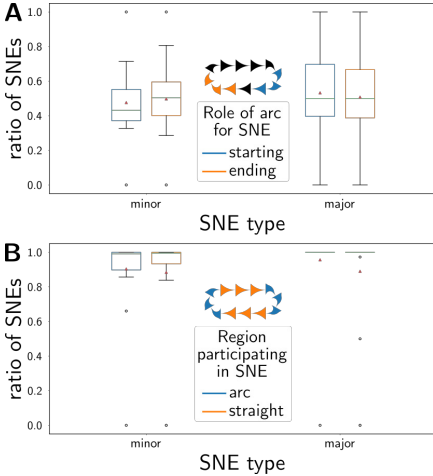 A
ratio of SNEs
1.0
0.8
0.6
0.4
0.2
0.0
Role of arc
for SNE
starting
ending
minor
major
SNE type
B
ratio of SNEs
1.0
0.8
0.6
0.4
0.2
0.0
Region
participating
in SNE
arc
straight
minor
major
SNE type